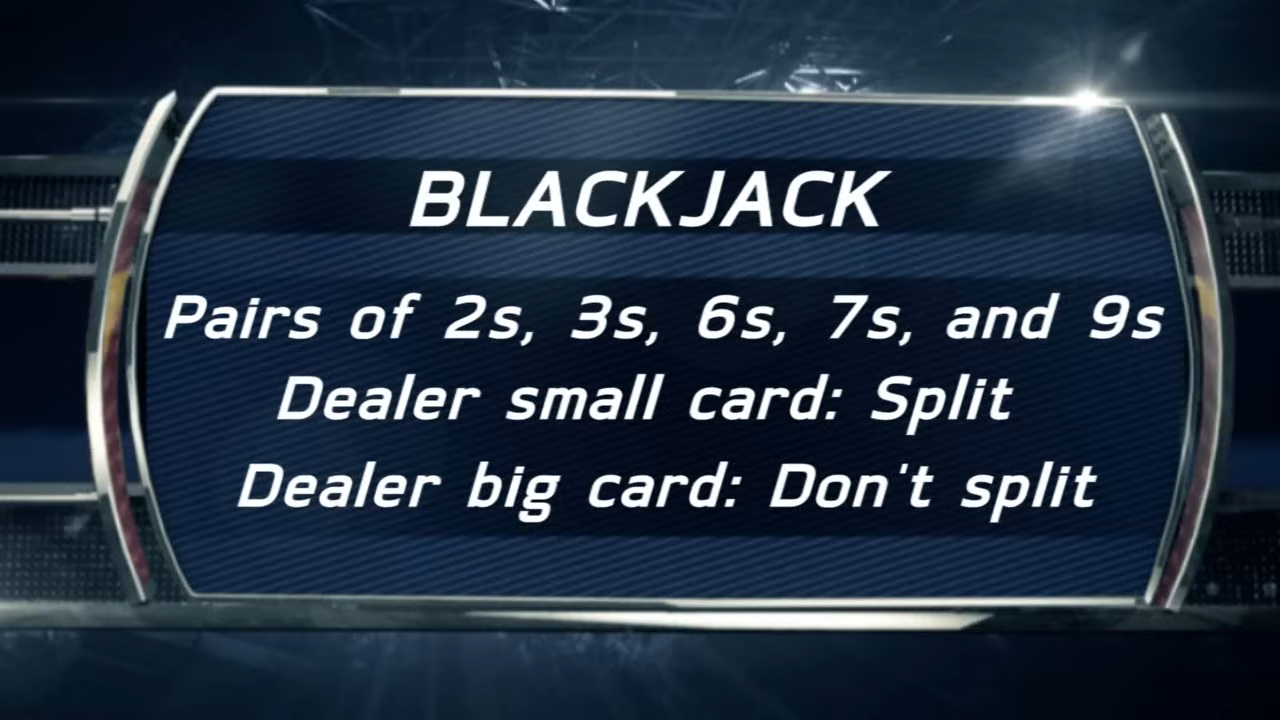 BLACKJACK
Pairs of 2s, 3s, 6s, 7s, and 9s
Dealer small card: Split
Dealer big card: Don't split